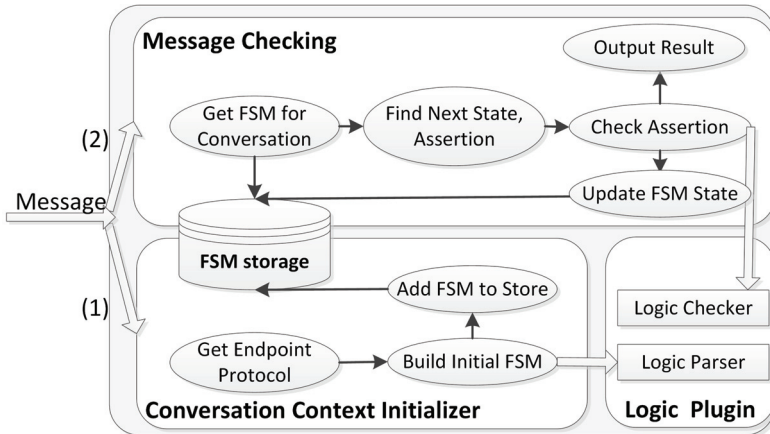 Message Checking
Output Result
Get FSM for
Conversation
Find Next State,
Assertion
Check Assertion
(2)
Message
Update FSM State
FSM storage
(1)
Add FSM to Store
Logic Checker
Get Endpoint
Protocol
Build Initial FSM
Logic Parser
Conversation Context Initializer
Logic Plugin